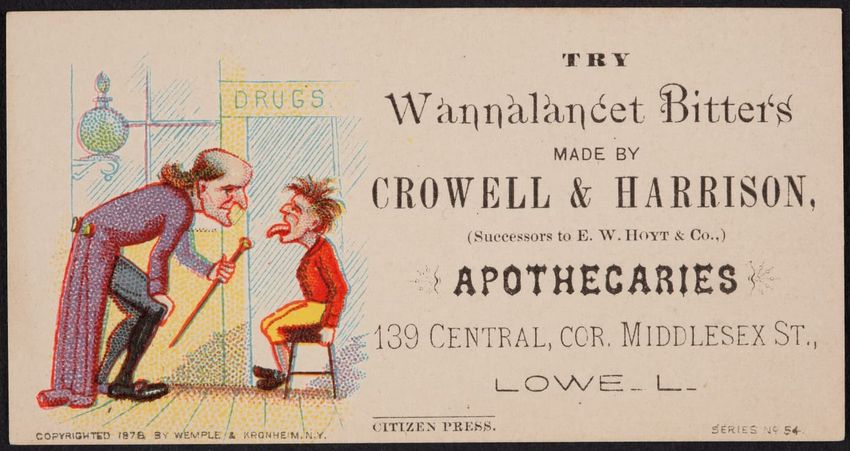 DRUGS
TRY
Wannalancet Bitters
MADE BY
CROWELL & HARRISON,
(Successors to E. W. HOYT & Co.,)
APOTHECARIES
139 CENTRAL, COR. MIDDLESEX ST.,
LOWELL
CITIZEN PRESS.
SERIES No 54.
COPYRIGHTED 1878 BY WEMPLE & KRONHEIM, N.Y.